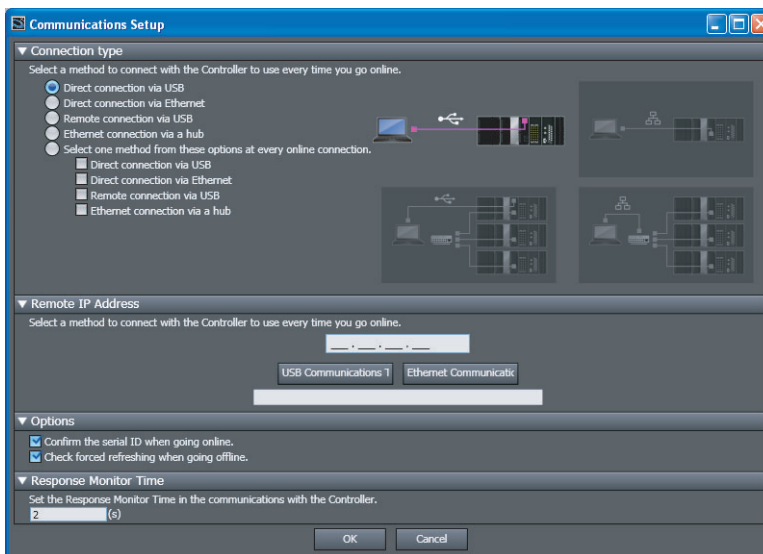 Communications Setup
▼ Connection type
Select a method to connect with the Controller to use every time you go online.
Direct connection via USB
Direct connection via Ethernet
Remote connection via USB
Ethernet connection via a hub
Select one method from these options at every online connection.
Direct connection via USB
Direct connection via Ethernet
Remote connection via USB
Ethernet connection via a hub
▼ Remote IP Address
Select a method to connect with the Controller to use every time you go online.
___ . ___ . ___ . ___
USB Communications T Ethernet Communicatic
▼ Options
Confirm the serial ID when going online.
Check forced refreshing when going offline.
▼ Response Monitor Time
Set the Response Monitor Time in the communications with the Controller.
2 (s)
OK Cancel